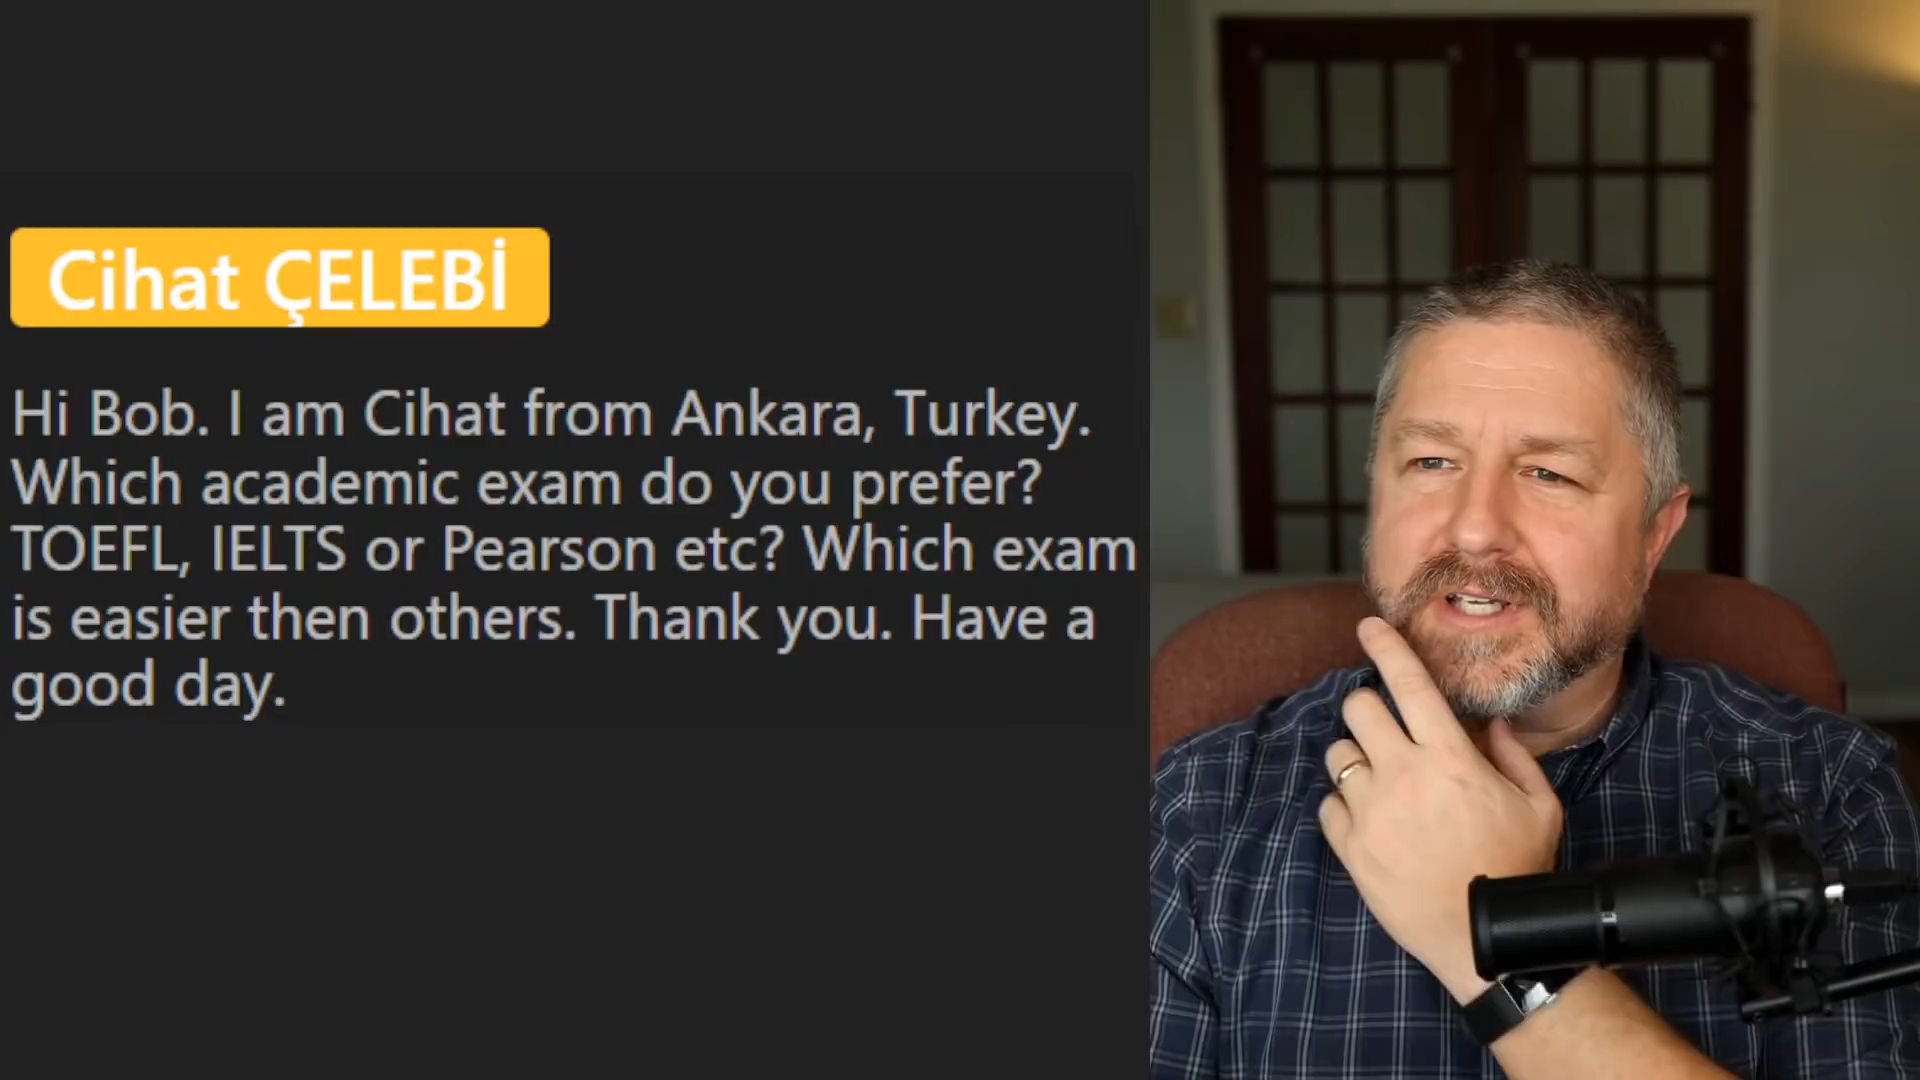 Cihat ÇELEBİ
Hi Bob. I am Cihat from Ankara, Turkey.
Which academic exam do you prefer?
TOEFL, IELTS or Pearson etc? Which exam
is easier then others. Thank you. Have a
good day.